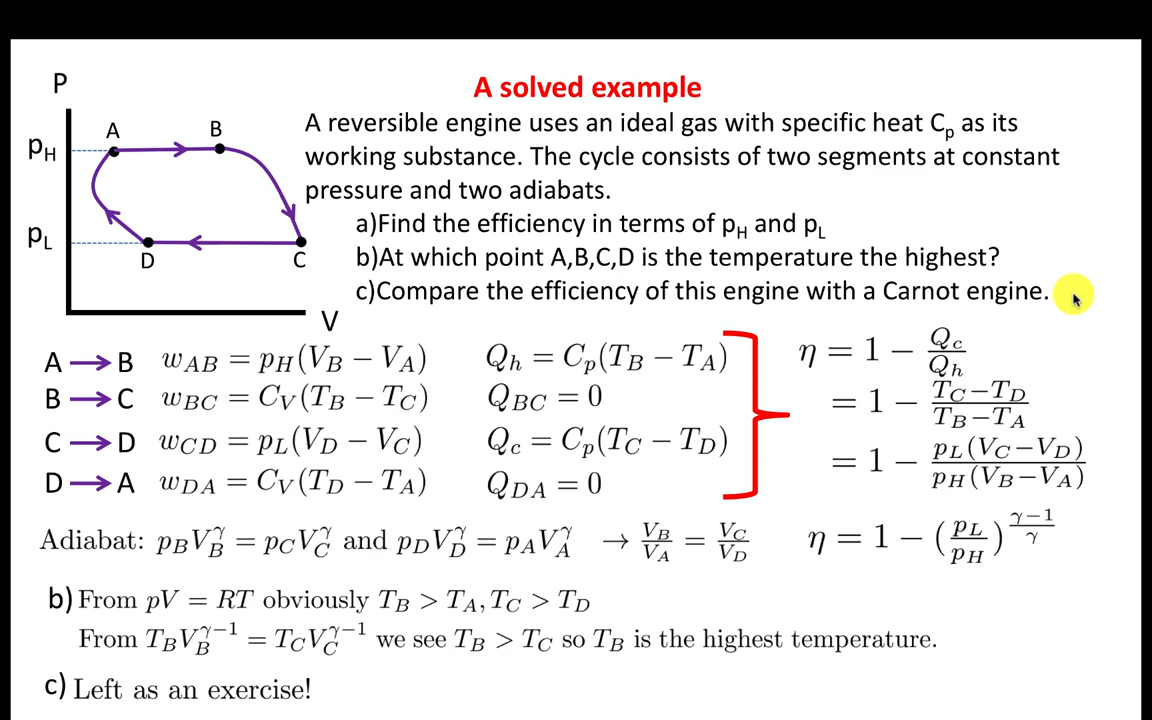 A solved example
P
A
B
pH
pL
D
C
V
A reversible engine uses an ideal gas with specific heat Cp as its
working substance. The cycle consists of two segments at constant
pressure and two adiabats.
a)Find the efficiency in terms of pH and pL
b)At which point A,B,C,D is the temperature the highest?
c)Compare the efficiency of this engine with a Carnot engine.
A → B w_AB = p_H(V_B − V_A) Q_h = C_p(T_B − T_A)
B → C w_BC = C_V(T_B − T_C) Q_BC = 0
C → D w_CD = p_L(V_D − V_C) Q_c = C_p(T_C − T_D)
D → A w_DA = C_V(T_D − T_A) Q_DA = 0
η = 1 − Q_c/Q_h
= 1 − (T_C−T_D)/(T_B−T_A)
= 1 − p_L(V_C−V_D)/p_H(V_B−V_A)
Adiabat: p_B V_B^γ = p_C V_C^γ and p_D V_D^γ = p_A V_A^γ → V_B/V_A = V_C/V_D
η = 1 − (p_L/p_H)^((γ−1)/γ)
b) From pV = RT obviously T_B > T_A, T_C > T_D
From T_B V_B^(γ−1) = T_C V_C^(γ−1) we see T_B > T_C so T_B is the highest temperature.
c) Left as an exercise!